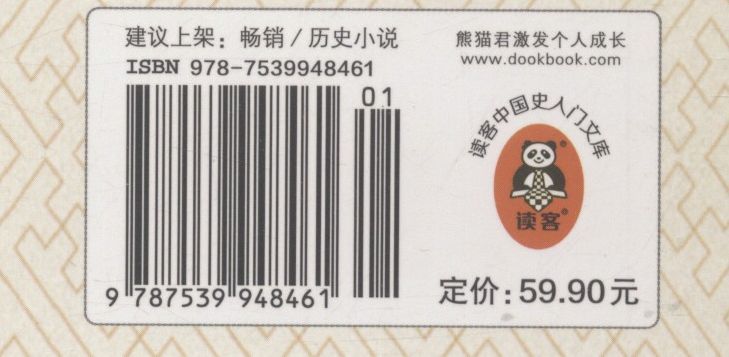 建议上架：畅销/历史小说
ISBN 978-7539948461
01
9 787539 948461
熊猫君激发个人成长
www.dookbook.com
读客中国史入门文库
读客®
定价：59.90元